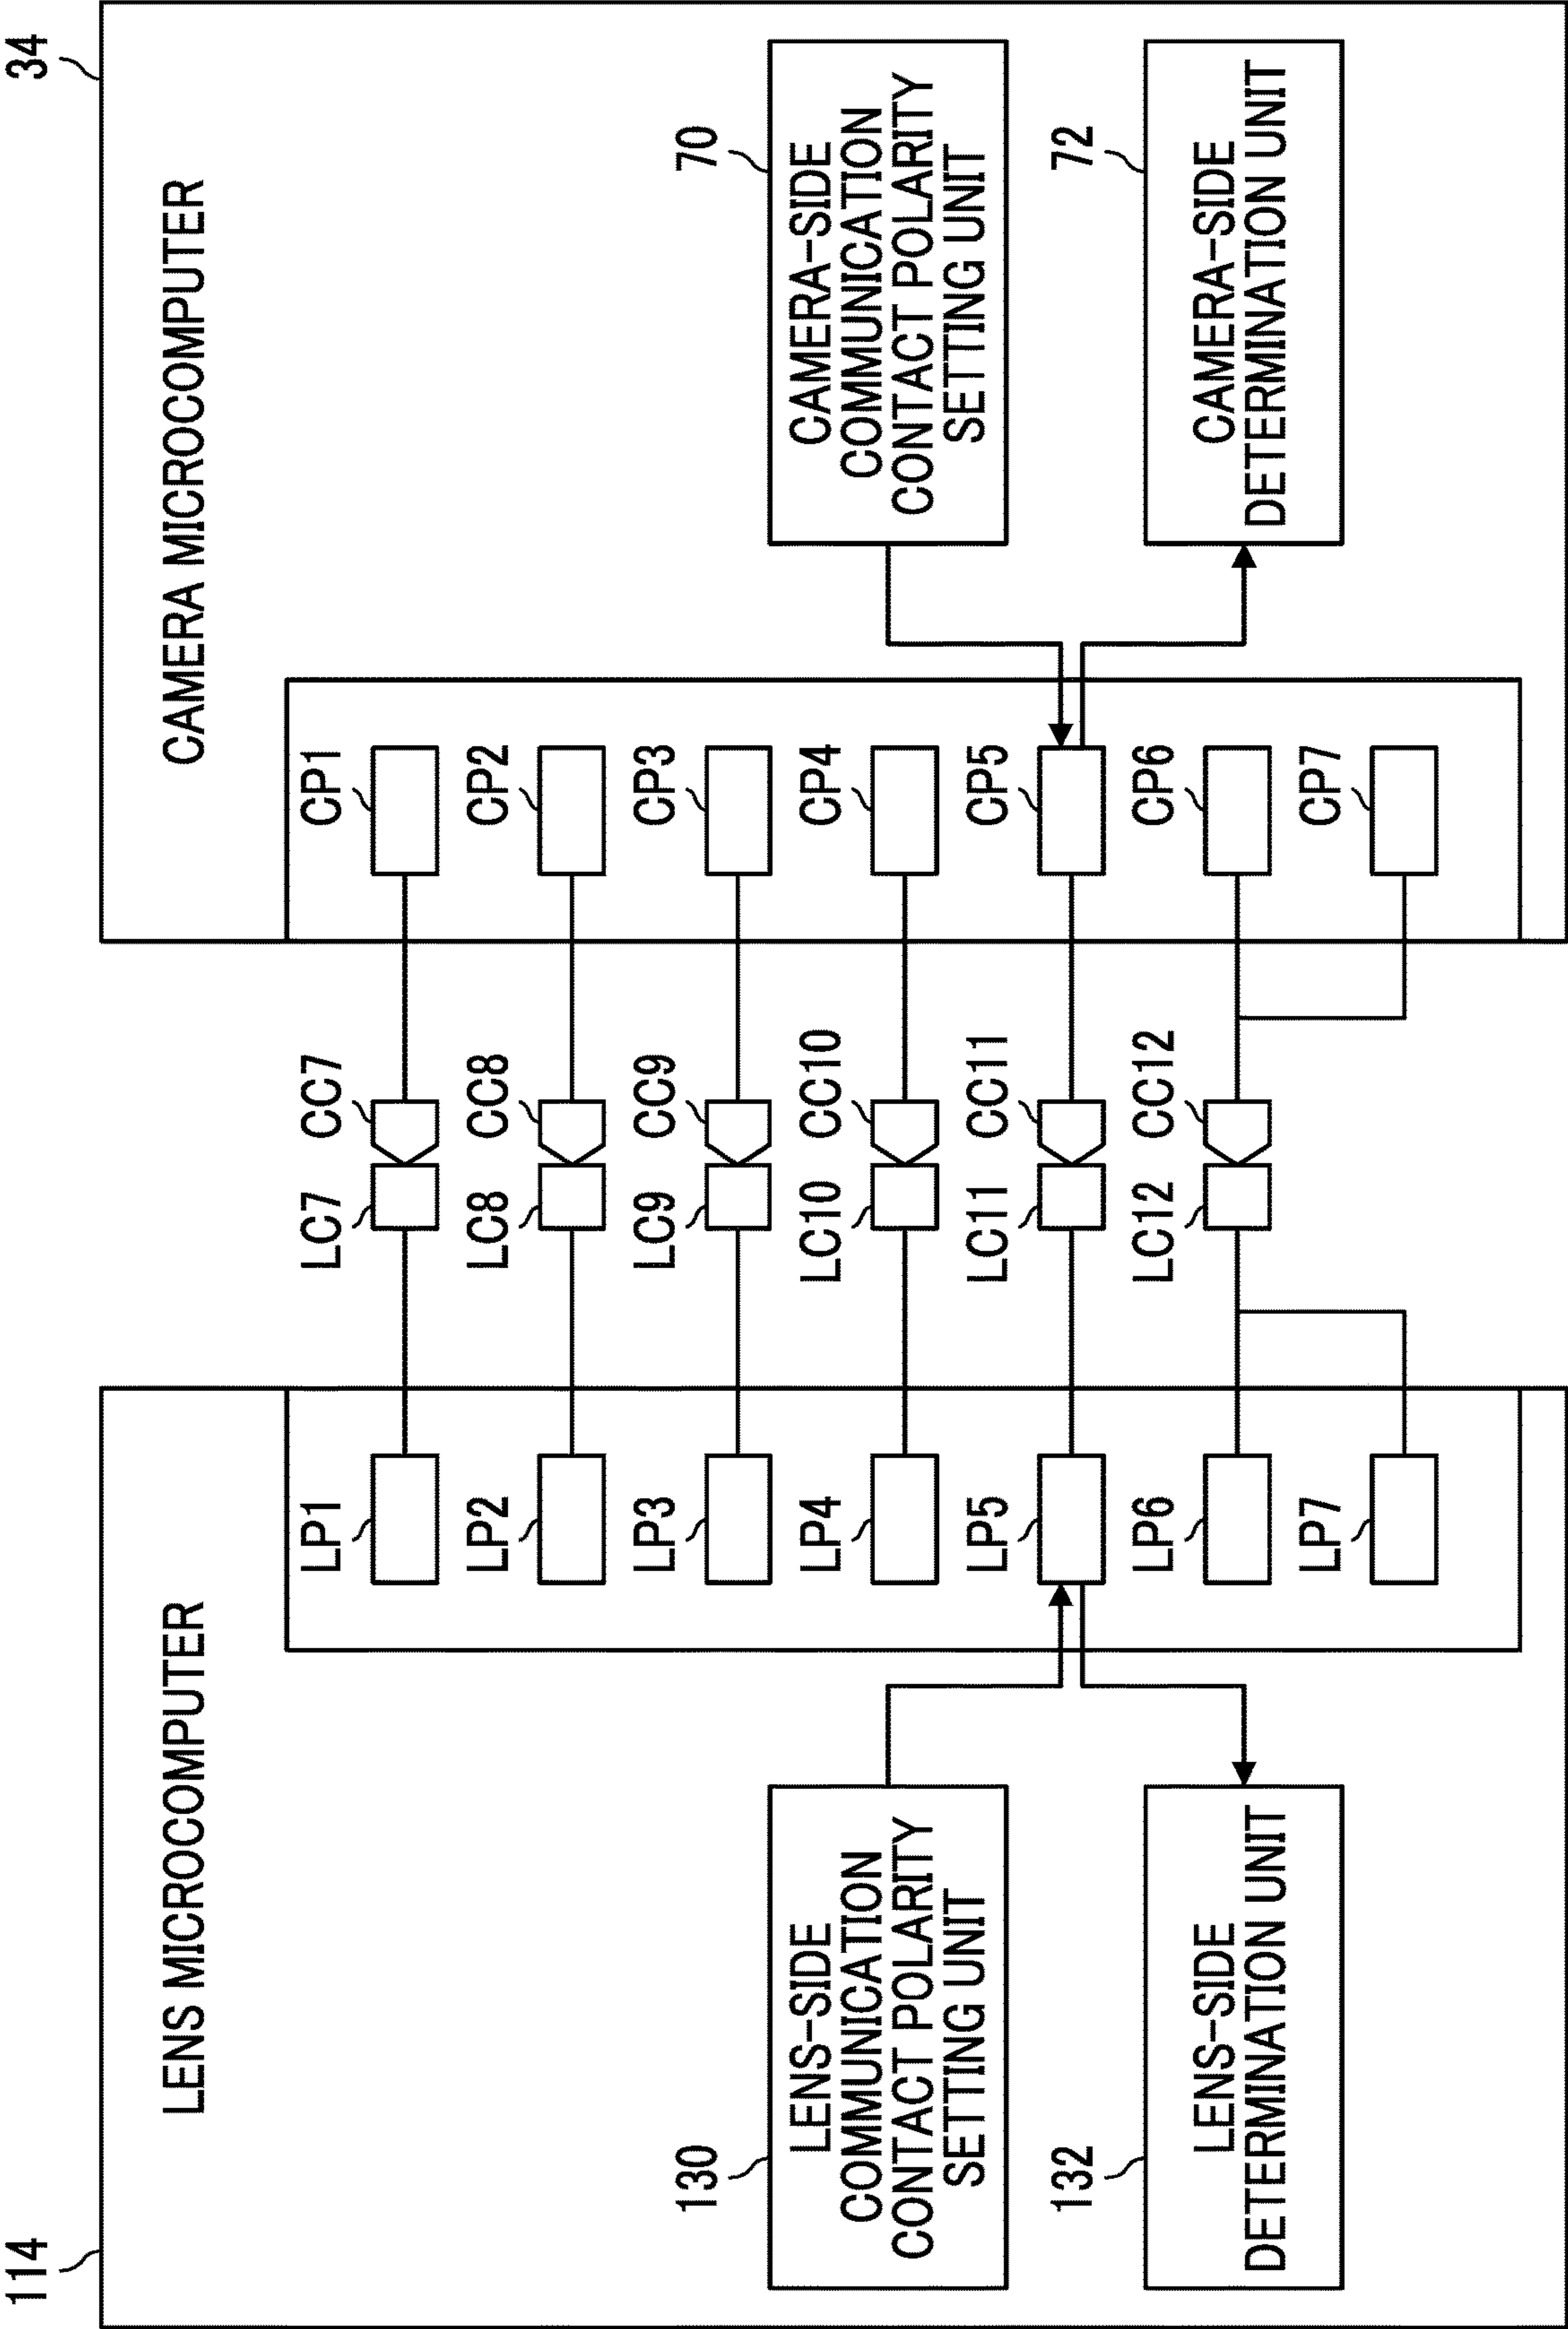 114
LENS MICROCOMPUTER
130
LENS-SIDE
COMMUNICATION
CONTACT POLARITY
SETTING UNIT
132
LENS-SIDE
DETERMINATION UNIT
LP1
LP2
LP3
LP4
LP5
LP6
LP7
LC7
LC8
LC9
LC10
LC11
LC12
CC7
CC8
CC9
CC10
CC11
CC12
34
CAMERA MICROCOMPUTER
CP1
CP2
CP3
CP4
CP5
CP6
CP7
70
CAMERA-SIDE
COMMUNICATION
CONTACT POLARITY
SETTING UNIT
72
CAMERA-SIDE
DETERMINATION UNIT